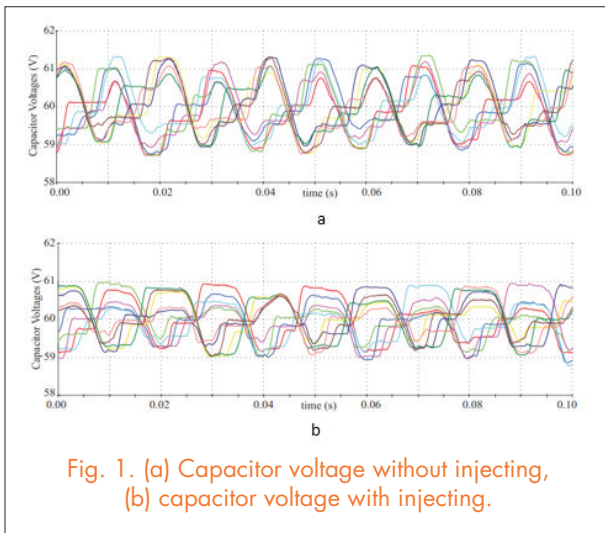 62
61
60
59
58
Capacitor Voltages (V)
0.00 0.02 0.04 0.06 0.08 0.10
time (s)
a
62
61
60
59
58
Capacitor Voltages (V)
0.00 0.02 0.04 0.06 0.08 0.10
time (s)
b
Fig. 1. (a) Capacitor voltage without injecting,
(b) capacitor voltage with injecting.